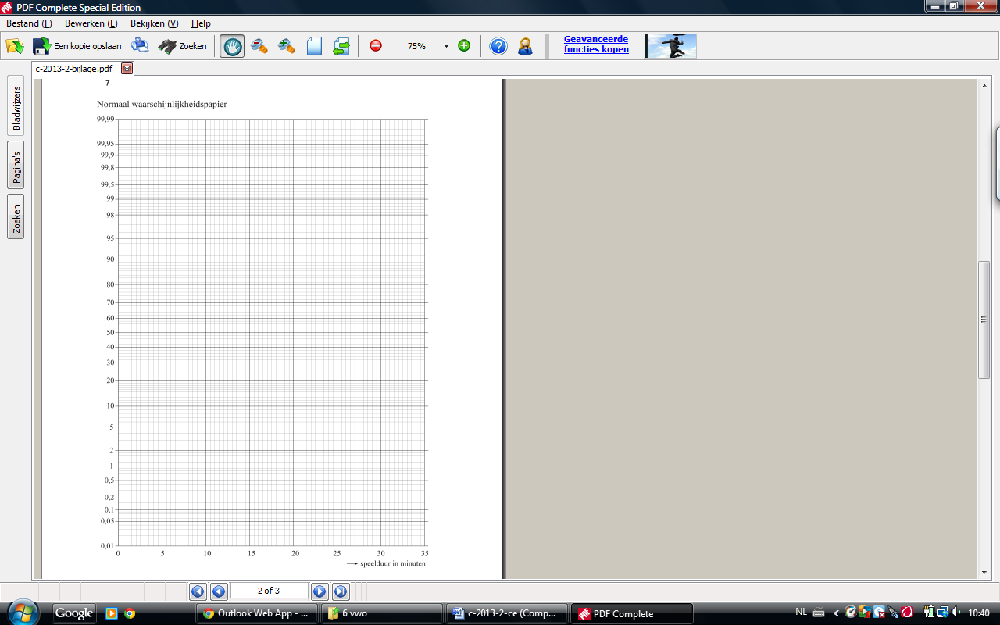 PDF Complete Special Edition
Bestand (F) Bewerken (E) Bekijken (V) Help
Een kopie opslaan Zoeken 75% Geavanceerde functies kopen
c-2013-2-bijlage.pdf
Bladwijzers
Pagina's
Zoeken
7
Normaal waarschijnlijkheidspapier
99,99
99,95
99,9
99,8
99,5
99
98
95
90
80
70
60
50
40
30
20
10
5
2
1
0,5
0,2
0,1
0,05
0,01
0 5 10 15 20 25 30 35
speelduur in minuten
2 of 3
Google Outlook Web App - ... 6 vwo c-2013-2-ce (Comp... PDF Complete NL 10:40